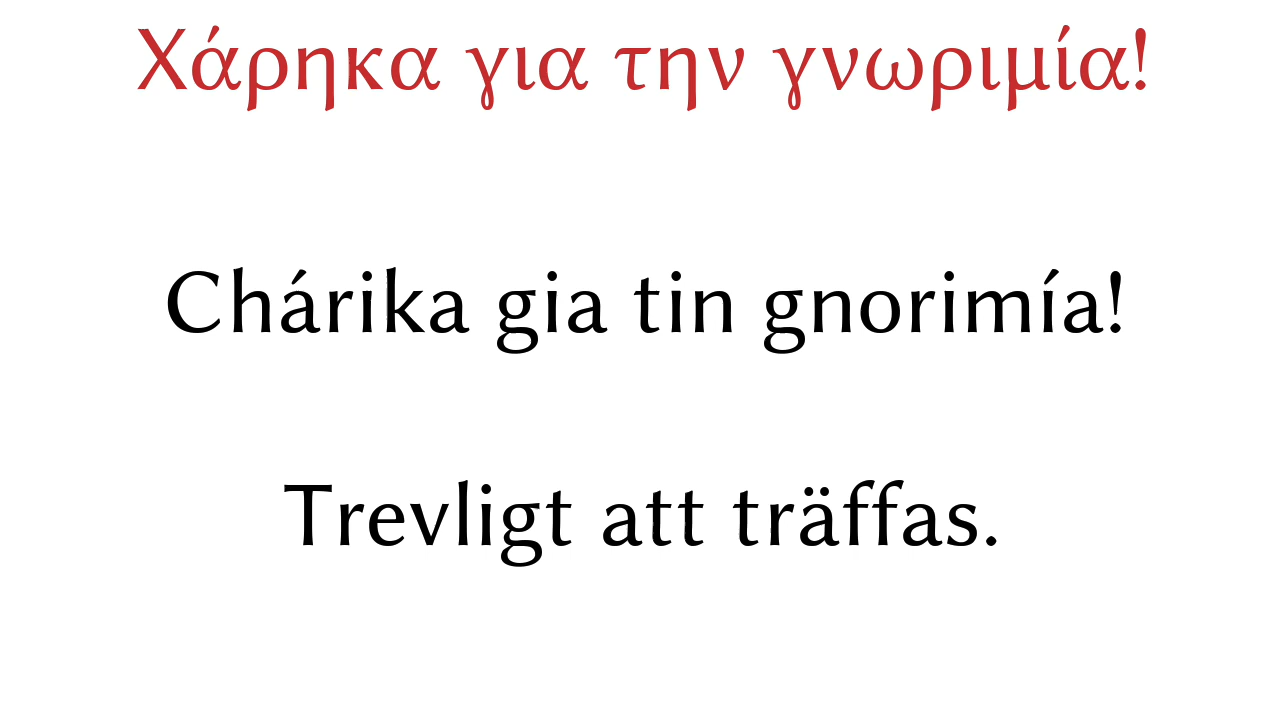 Χάρηκα για την γνωριμία!
Chárika gia tin gnorimía!
Trevligt att träffas.